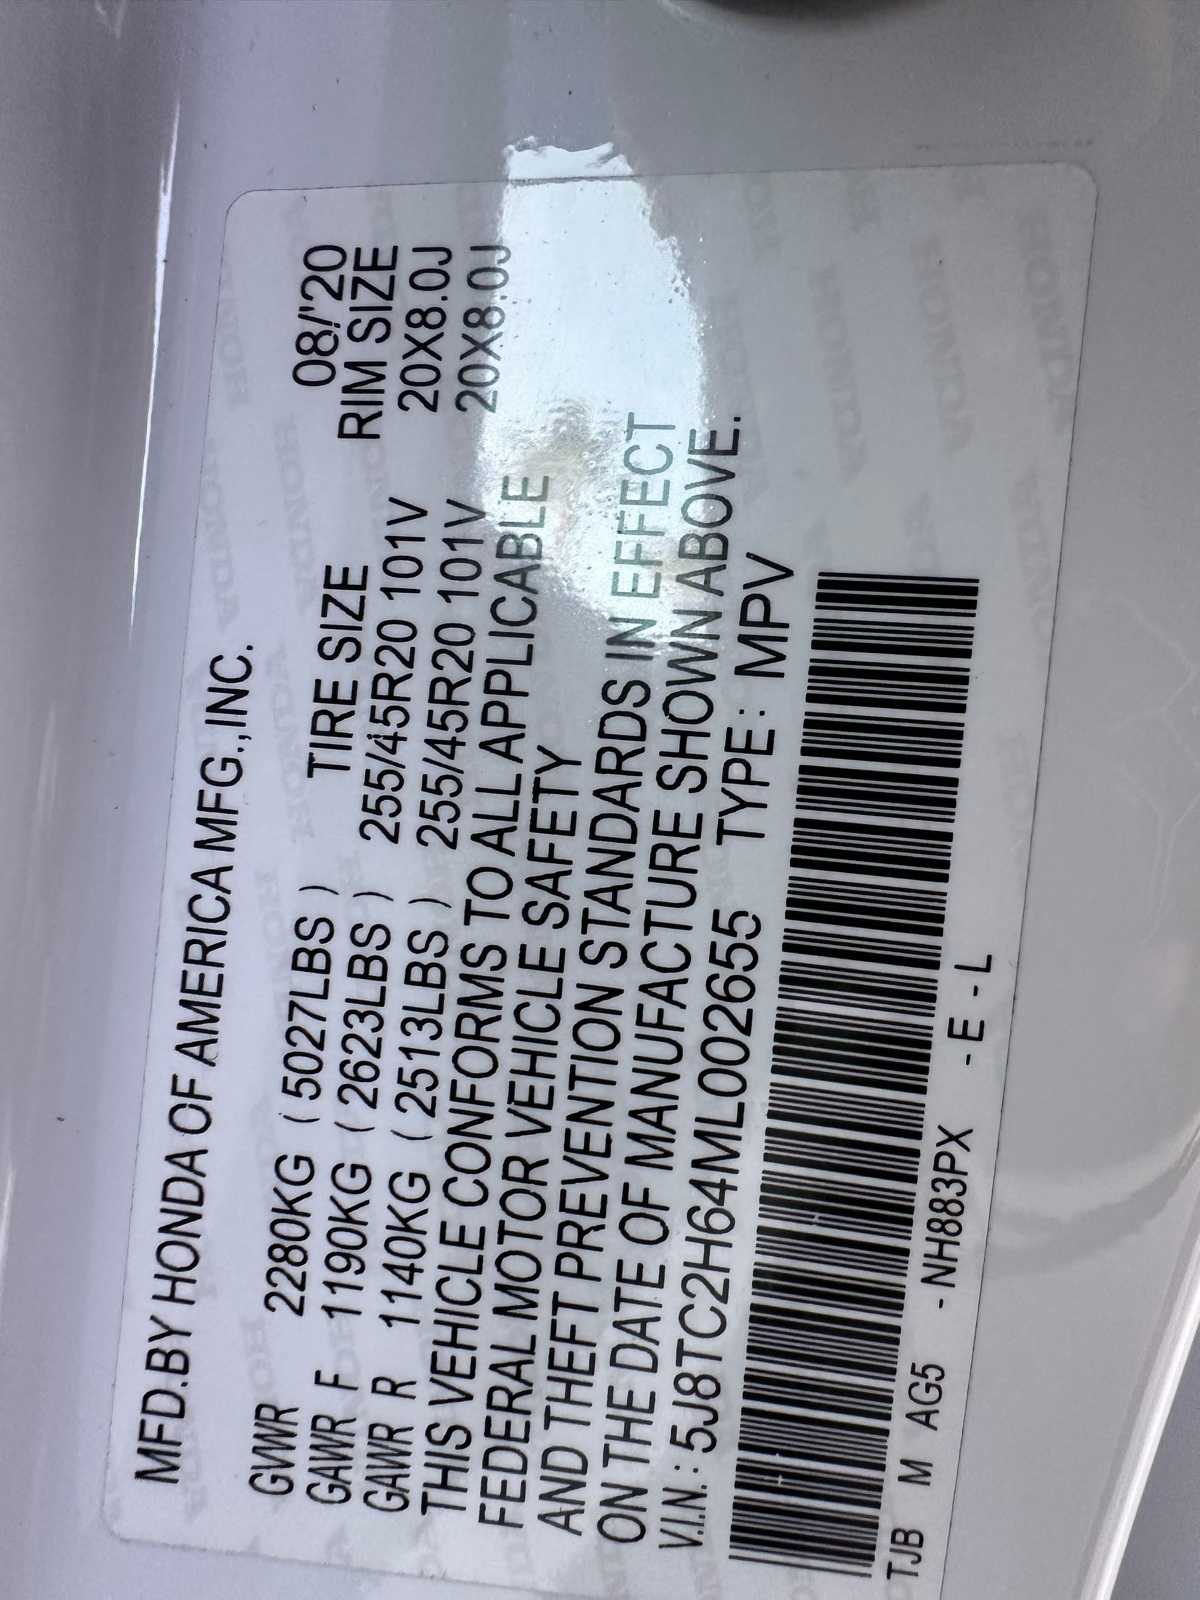 MFD.BY HONDA OF AMERICA MFG.,INC. 08/'20
GVWR 2280KG ( 5027LBS ) TIRE SIZE RIM SIZE
GAWR F 1190KG ( 2623LBS ) 255/45R20 101V 20X8.0J
GAWR R 1140KG ( 2513LBS ) 255/45R20 101V 20X8.0J
THIS VEHICLE CONFORMS TO ALL APPLICABLE
FEDERAL MOTOR VEHICLE SAFETY
AND THEFT PREVENTION STANDARDS IN EFFECT
ON THE DATE OF MANUFACTURE SHOWN ABOVE.
V.I.N.: 5J8TC2H64ML002655 TYPE: MPV
TJB M AG5 -NH883PX -E-L